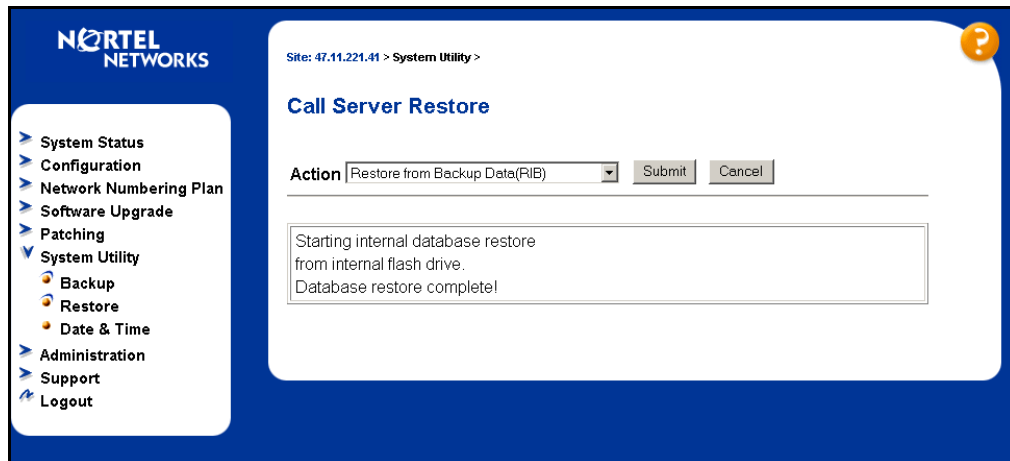 NORTEL
NETWORKS
System Status
Configuration
Network Numbering Plan
Software Upgrade
Patching
System Utility
Backup
Restore
Date & Time
Administration
Support
Logout
?
Site: 47.11.221.41 > System Utility >
Call Server Restore
Action Restore from Backup Data(RIB) Submit Cancel
Starting internal database restore
from internal flash drive.
Database restore complete!